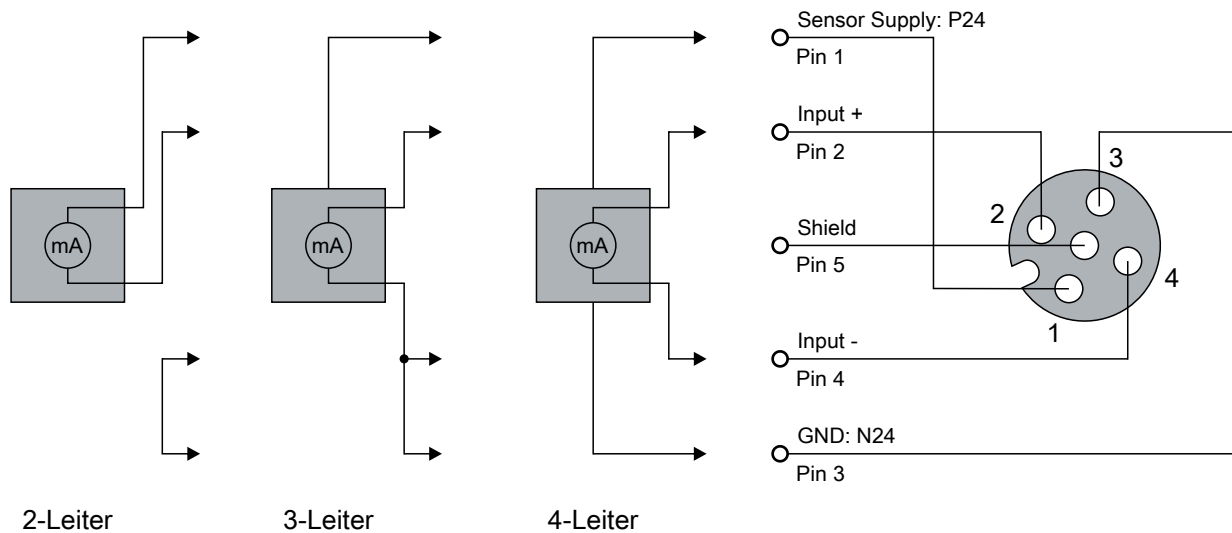 Sensor Supply: P24
Pin 1
Input +
Pin 2
3
2
mA
mA
mA
Shield
Pin 5
4
1
Input -
Pin 4
GND: N24
Pin 3
2-Leiter
3-Leiter
4-Leiter